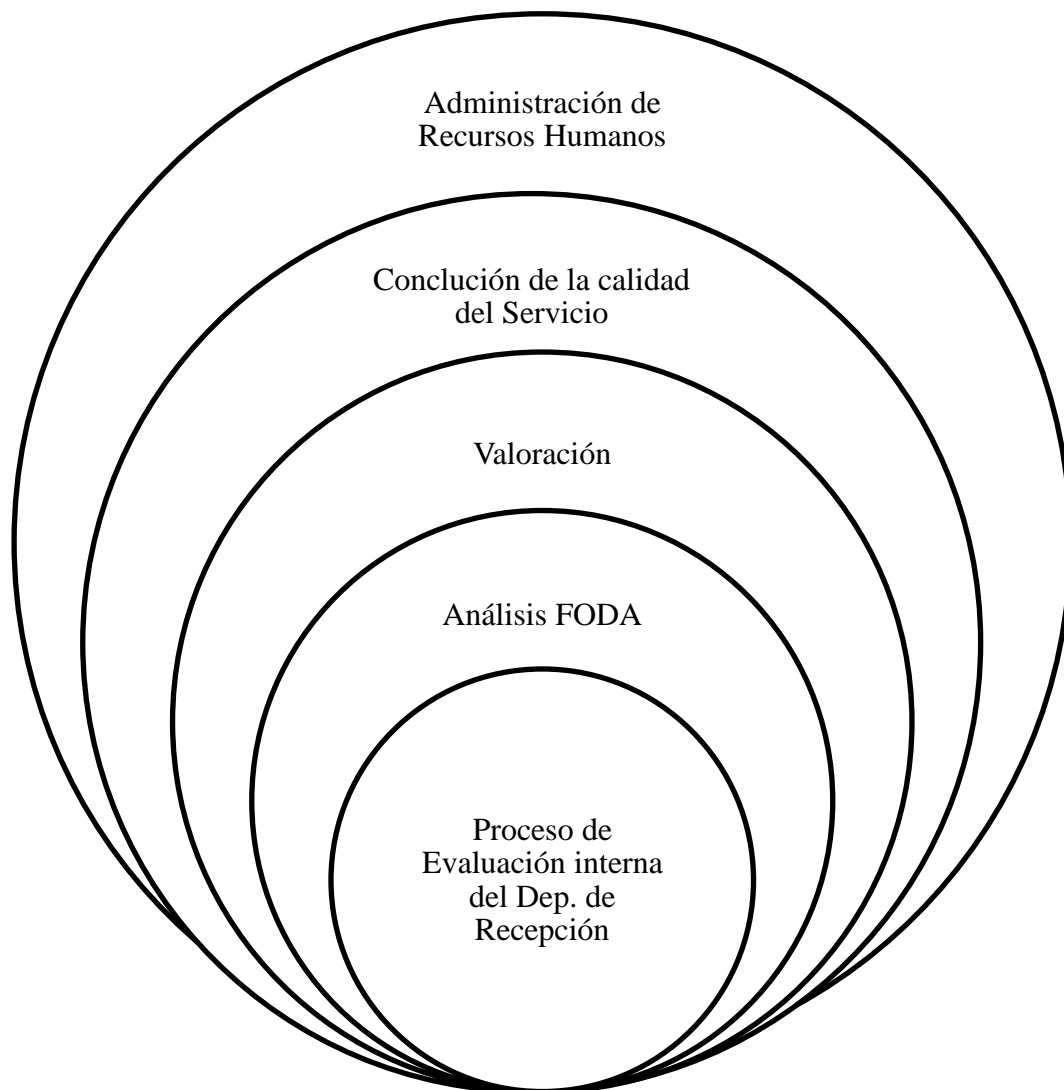 Administración de
Recursos Humanos
Conclución de la calidad
del Servicio
Valoración
Análisis FODA
Proceso de
Evaluación interna
del Dep. de
Recepción